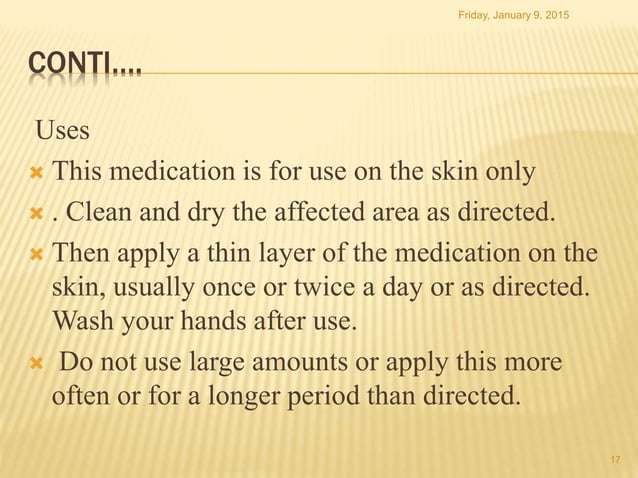 Friday, January 9, 2015
CONTI....
Uses
This medication is for use on the skin only
. Clean and dry the affected area as directed.
Then apply a thin layer of the medication on the
skin, usually once or twice a day or as directed.
Wash your hands after use.
Do not use large amounts or apply this more
often or for a longer period than directed.
17